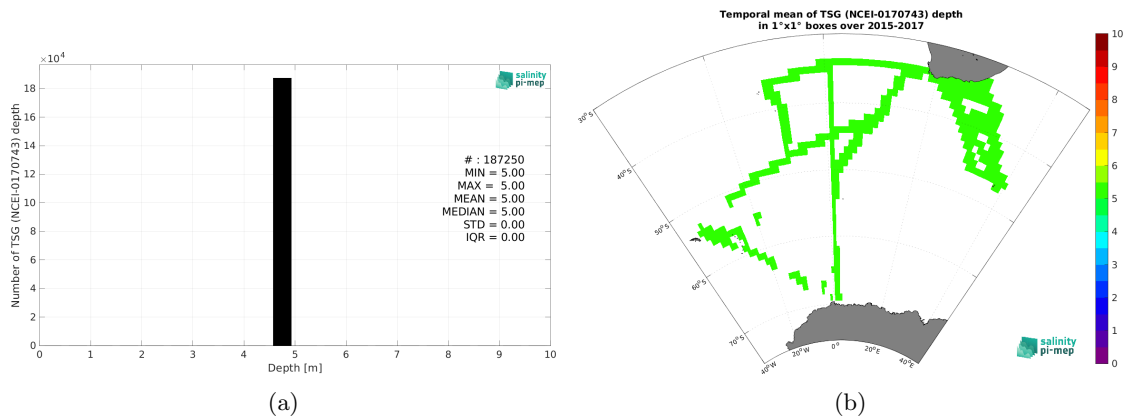 ×10⁴
18
16
14
12
10
8
6
4
2
0
Number of TSG (NCEI-0170743) depth
salinity
pi-mep
# : 187250
MIN = 5.00
MAX = 5.00
MEAN = 5.00
MEDIAN = 5.00
STD = 0.00
IQR = 0.00
0 1 2 3 4 5 6 7 8 9 10
Depth [m]
(a)
Temporal mean of TSG (NCEI-0170743) depth
in 1°x1° boxes over 2015-2017
30°S
40°S
50°S
60°S
70°S
40°W
20°W
0°
20°E
40°E
10
9
8
7
6
5
4
3
2
1
0
salinity
pi-mep
(b)